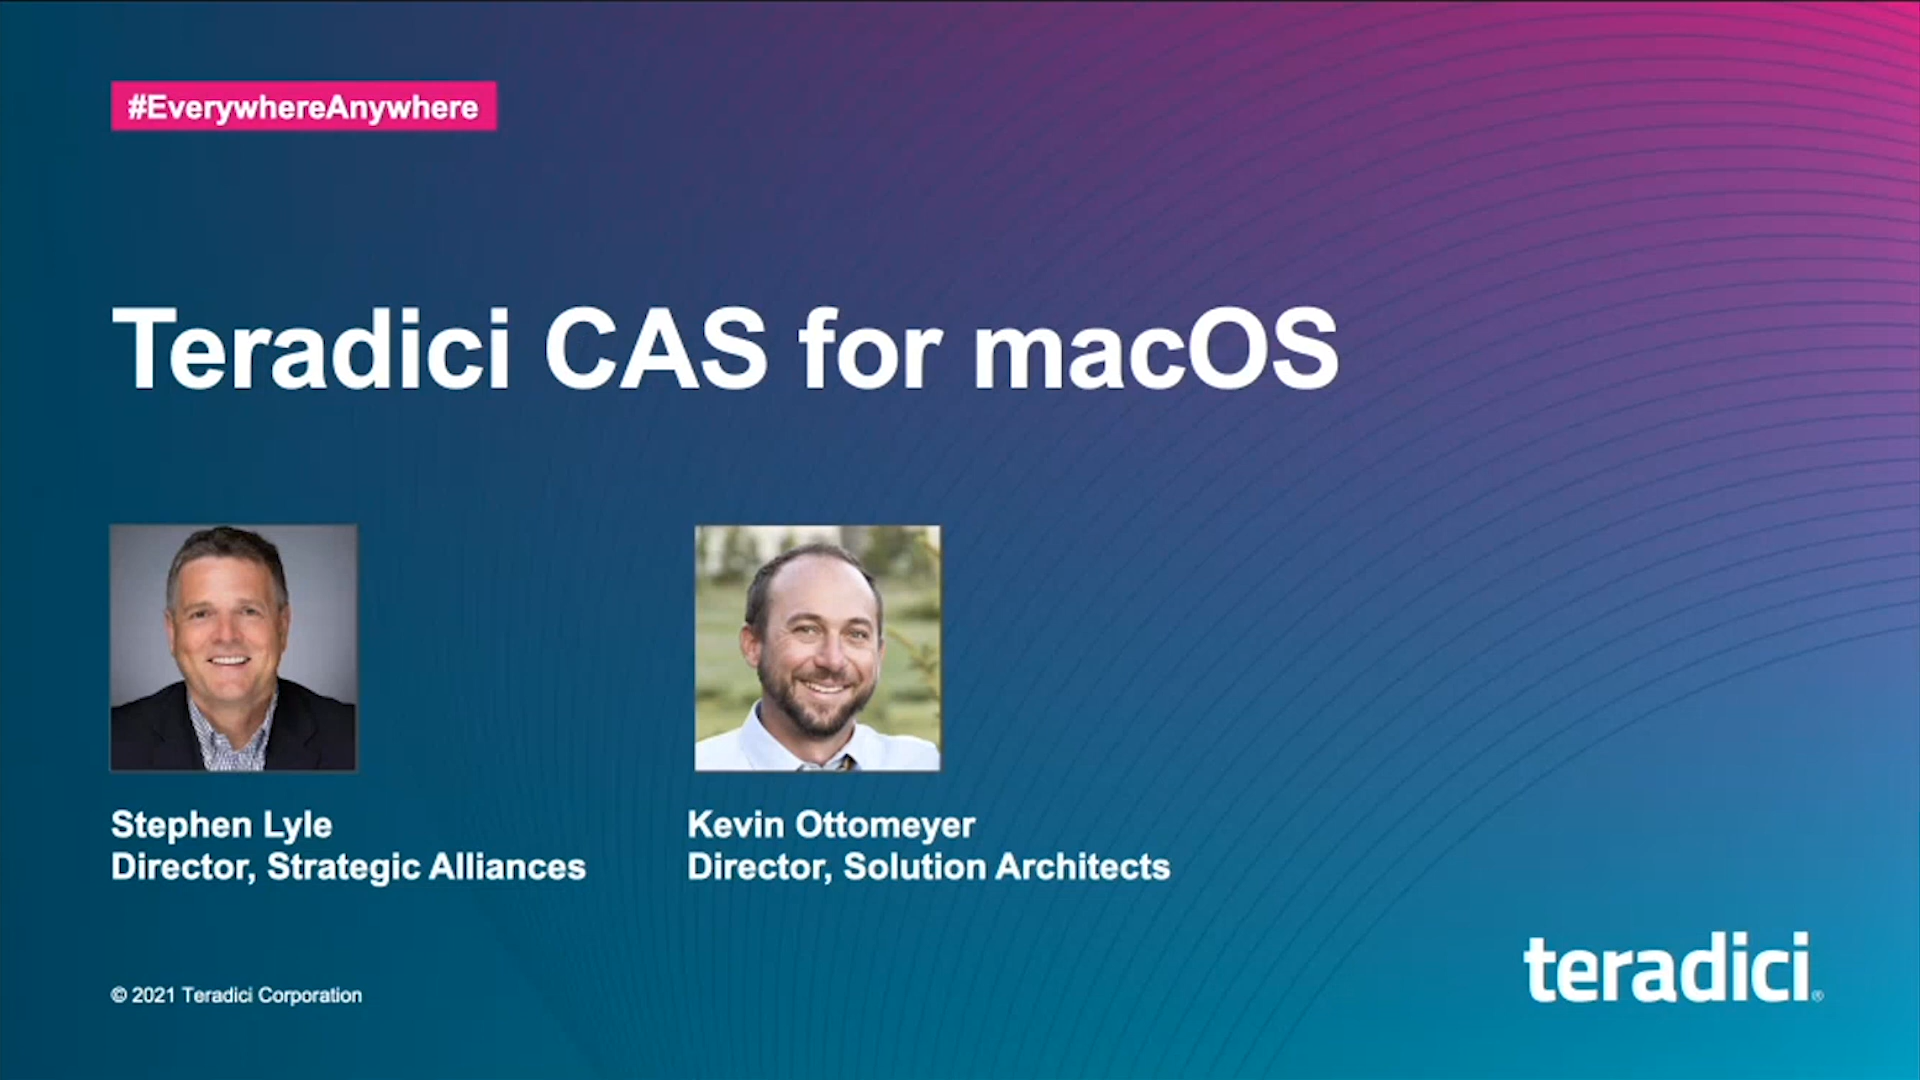 #EverywhereAnywhere
Teradici CAS for macOS
Stephen Lyle
Director, Strategic Alliances
Kevin Ottomeyer
Director, Solution Architects
© 2021 Teradici Corporation
teradici®